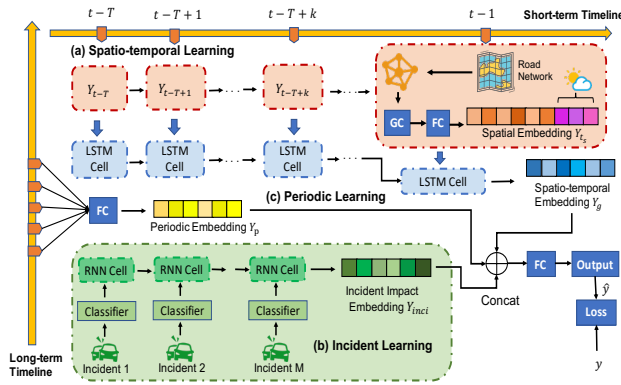 t − T
t − T + 1
t − T + k
t − 1
Short-term Timeline
(a) Spatio-temporal Learning
Road
Network
Y_{t−T}
Y_{t−T+1}
Y_{t−T+k}
GC
FC
Spatial Embedding Y_{t_s}
LSTM
Cell
LSTM
Cell
LSTM
Cell
LSTM Cell
Spatio-temporal
Embedding Y_g
(c) Periodic Learning
FC
Periodic Embedding Y_p
RNN Cell
RNN Cell
RNN Cell
Incident Impact
Embedding Y_{inci}
Concat
FC
Output
ŷ
Loss
y
Classifier
Classifier
Classifier
(b) Incident Learning
Incident 1
Incident 2
Incident M
Long-term
Timeline